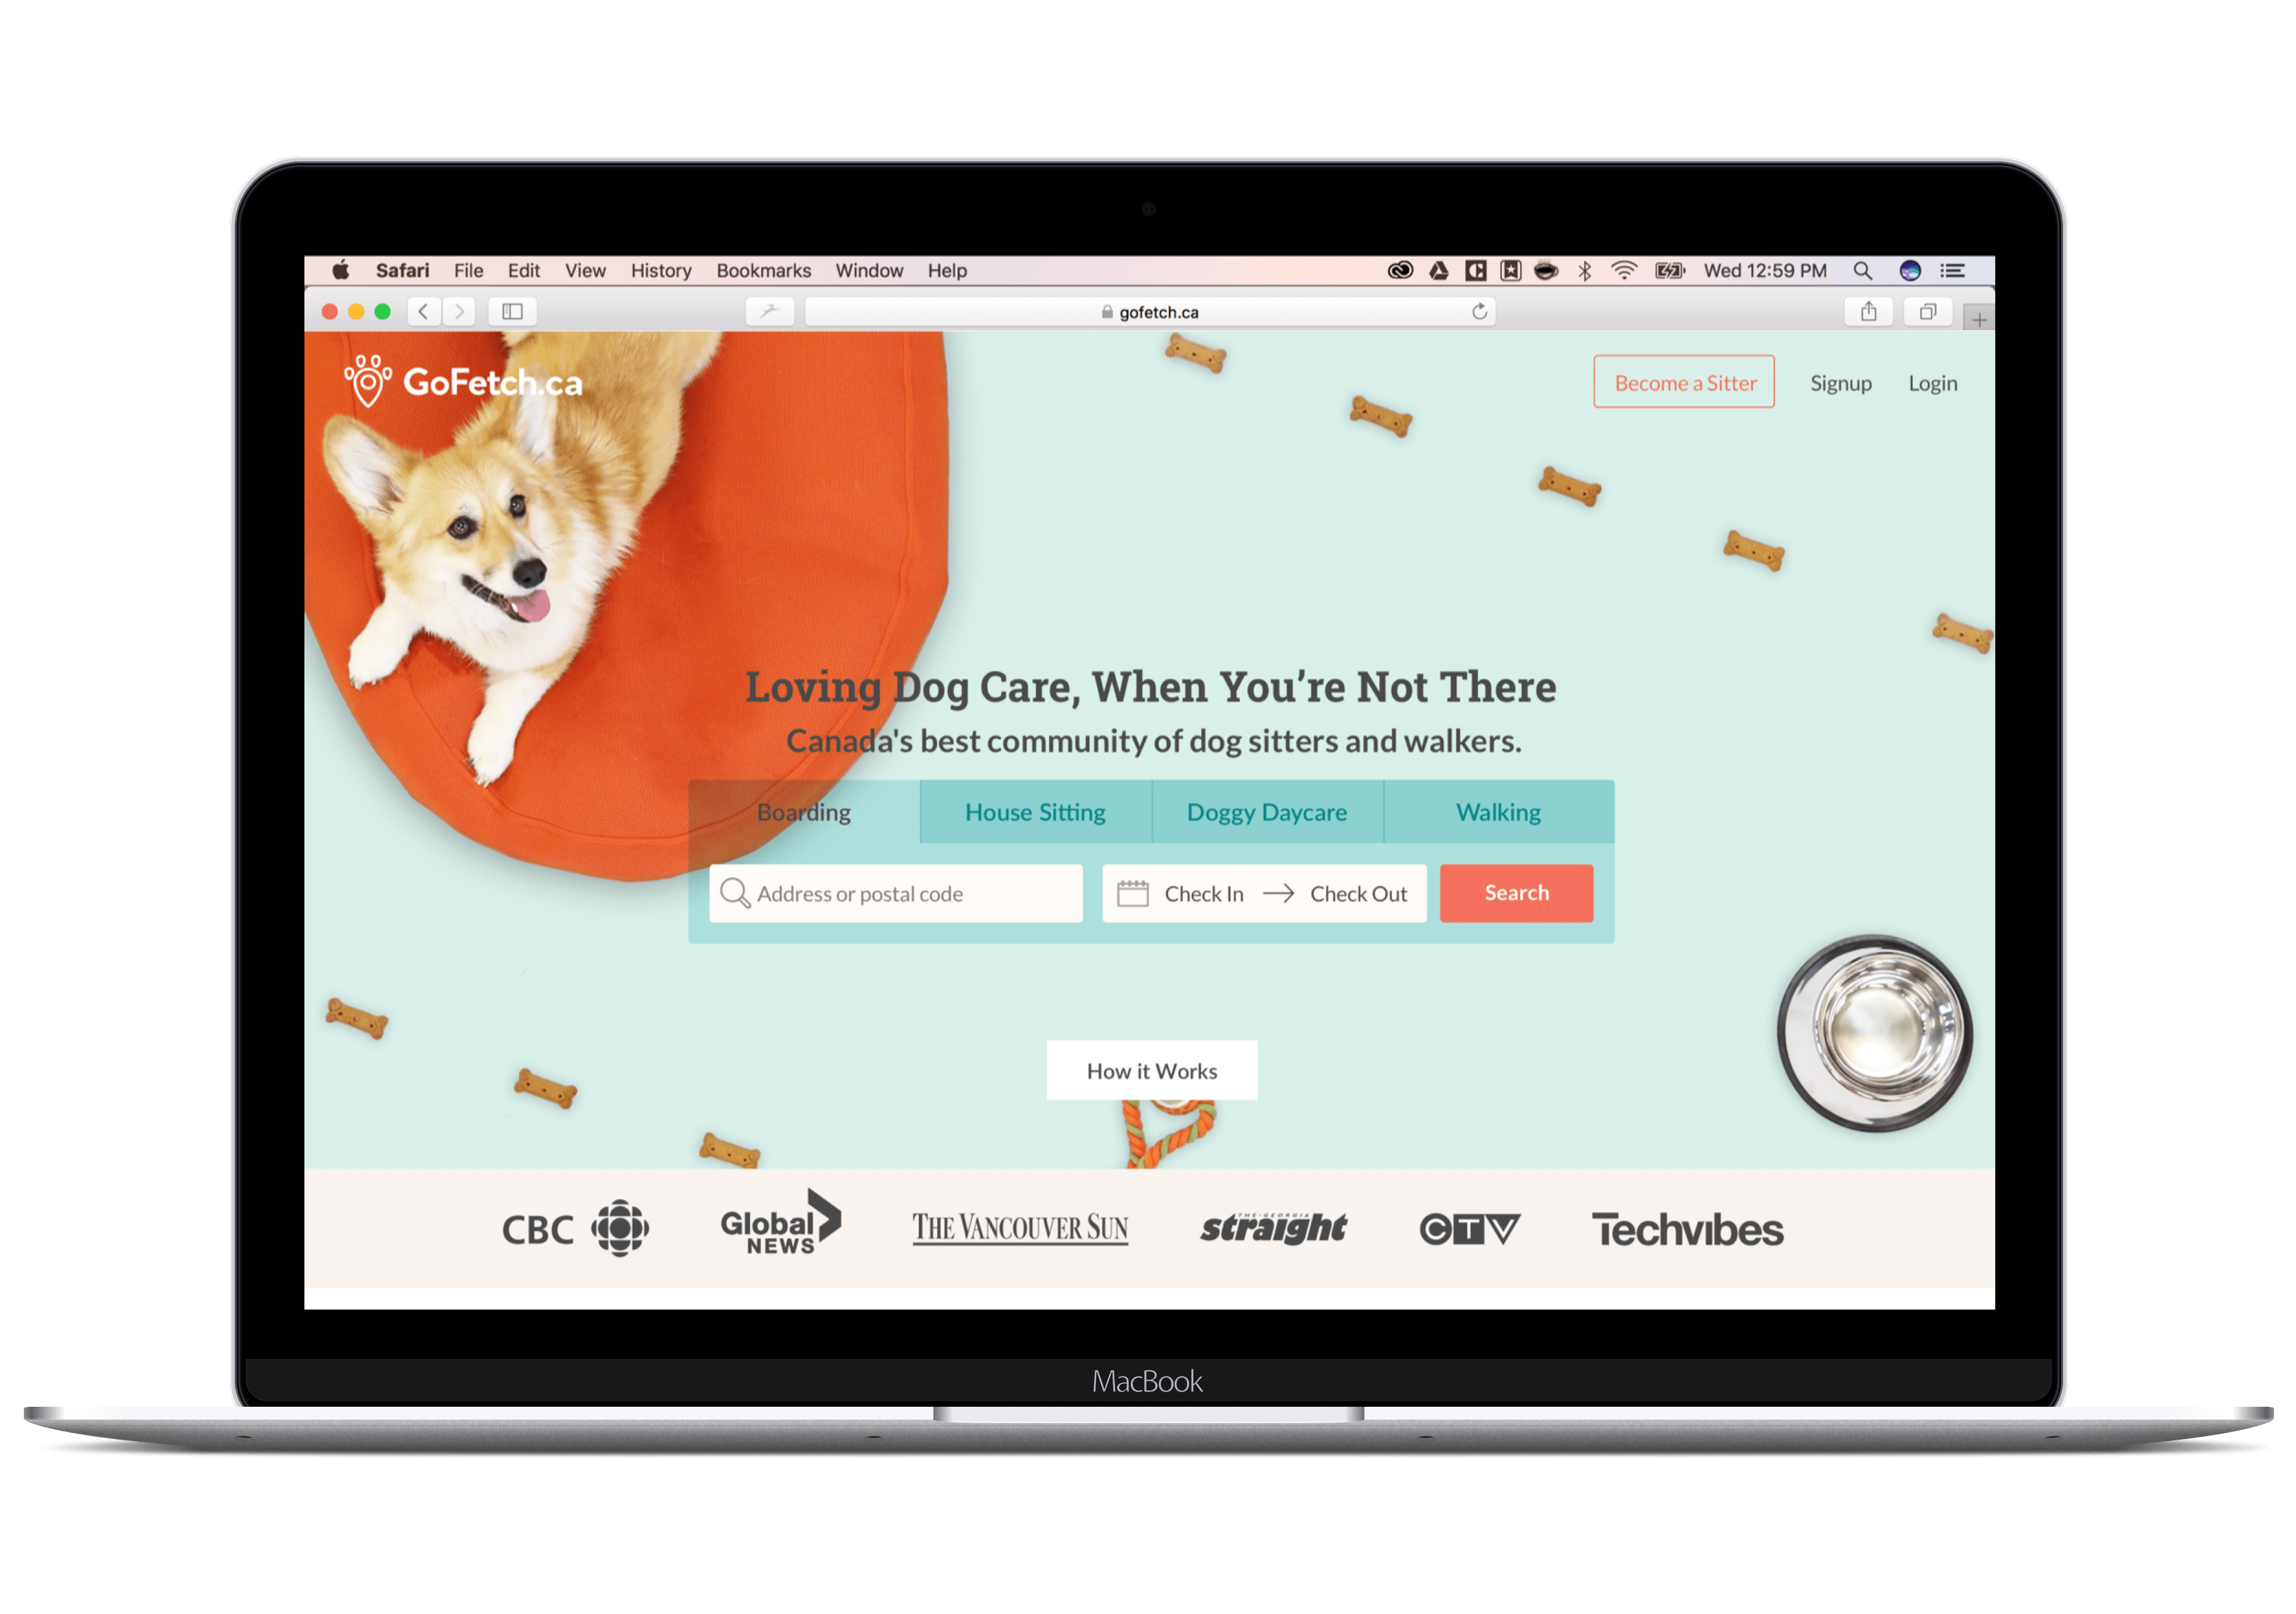 Safari File Edit View History Bookmarks Window Help Wed 12:59 PM
gofetch.ca
GoFetch.ca Become a Sitter Signup Login
Loving Dog Care, When You’re Not There
Canada's best community of dog sitters and walkers.
Boarding House Sitting Doggy Daycare Walking
Address or postal code Check In Check Out Search
How it Works
CBC Global NEWS THE VANCOUVER SUN THE GEORGIA straight CTV Techvibes
MacBook